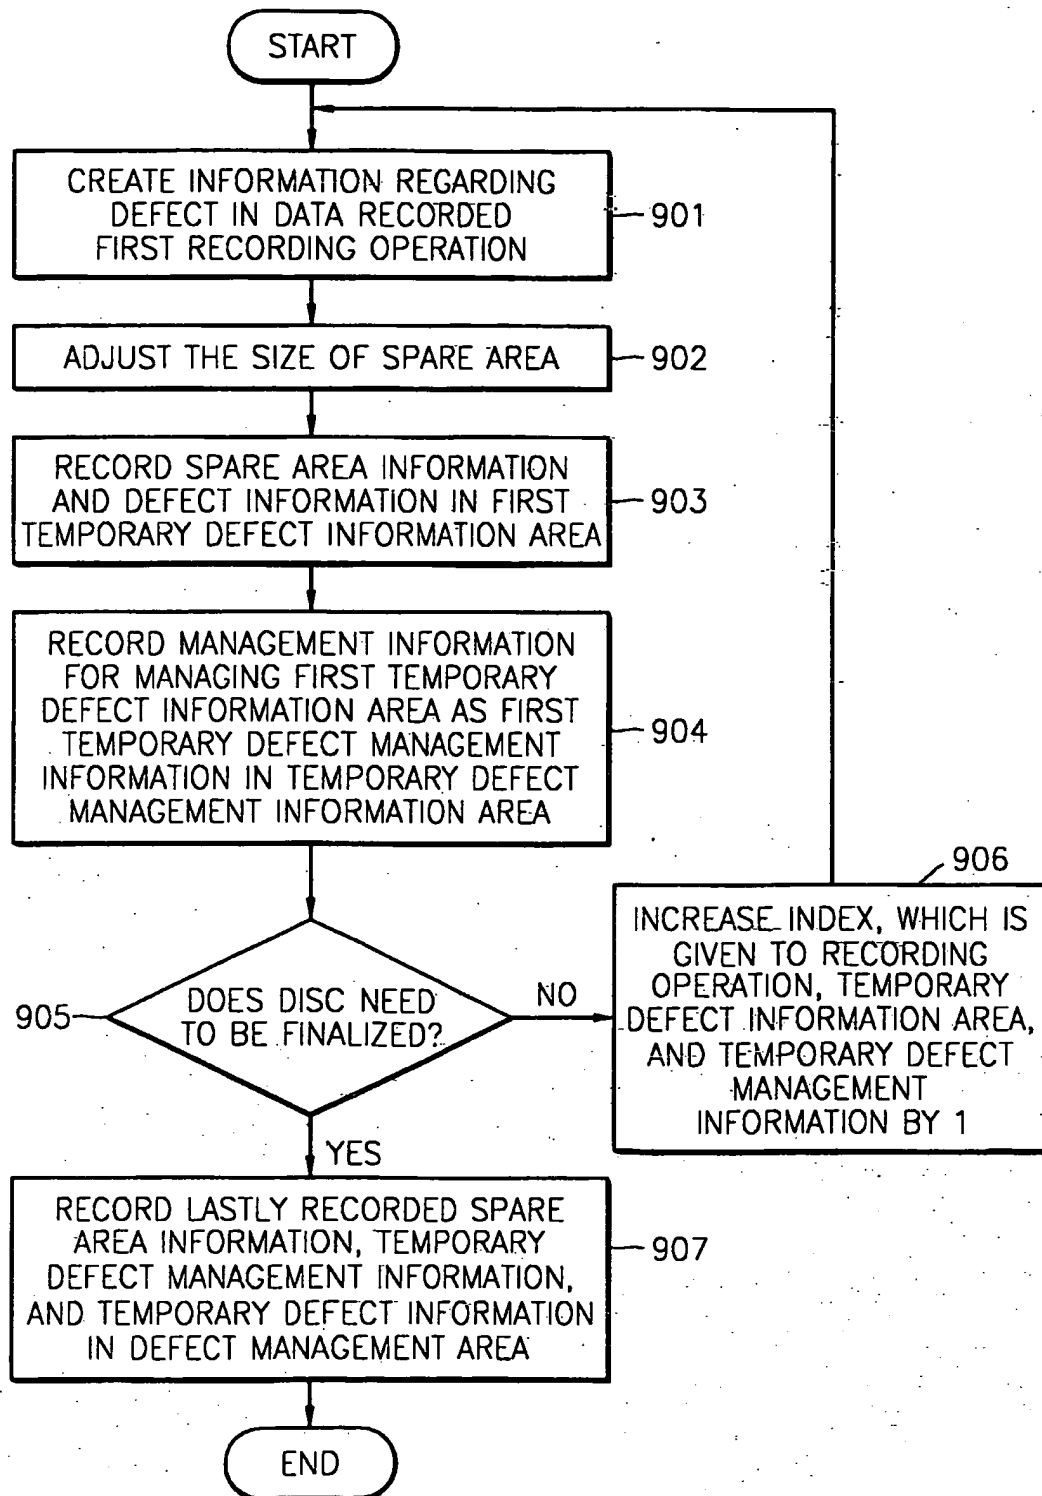 START
CREATE INFORMATION REGARDING
DEFECT IN DATA RECORDED
FIRST RECORDING OPERATION
901
ADJUST THE SIZE OF SPARE AREA
902
RECORD SPARE AREA INFORMATION
AND DEFECT INFORMATION IN FIRST
TEMPORARY DEFECT INFORMATION AREA
903
RECORD MANAGEMENT INFORMATION
FOR MANAGING FIRST TEMPORARY
DEFECT INFORMATION AREA AS FIRST
TEMPORARY DEFECT MANAGEMENT
INFORMATION IN TEMPORARY DEFECT
MANAGEMENT INFORMATION AREA
904
905
DOES DISC NEED
TO BE FINALIZED?
NO
906
INCREASE INDEX, WHICH IS
GIVEN TO RECORDING
OPERATION, TEMPORARY
DEFECT INFORMATION AREA,
AND TEMPORARY DEFECT
MANAGEMENT
INFORMATION BY 1
YES
RECORD LASTLY RECORDED SPARE
AREA INFORMATION, TEMPORARY
DEFECT MANAGEMENT INFORMATION,
AND TEMPORARY DEFECT INFORMATION
IN DEFECT MANAGEMENT AREA
907
END